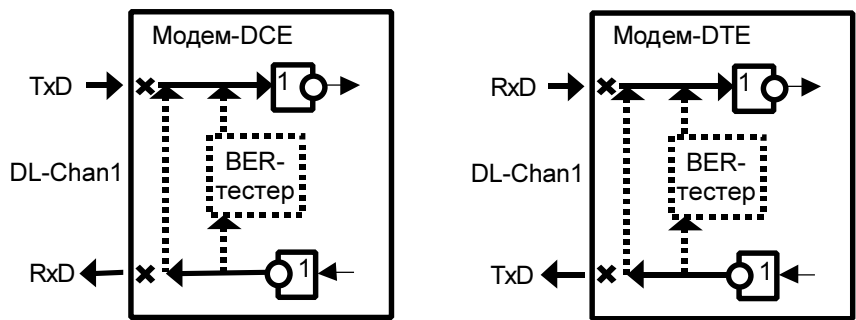 Модем-DCE
TxD
1
DL-Chan1
BER-
тестер
RxD
1
Модем-DTE
RxD
1
DL-Chan1
BER-
тестер
TxD
1